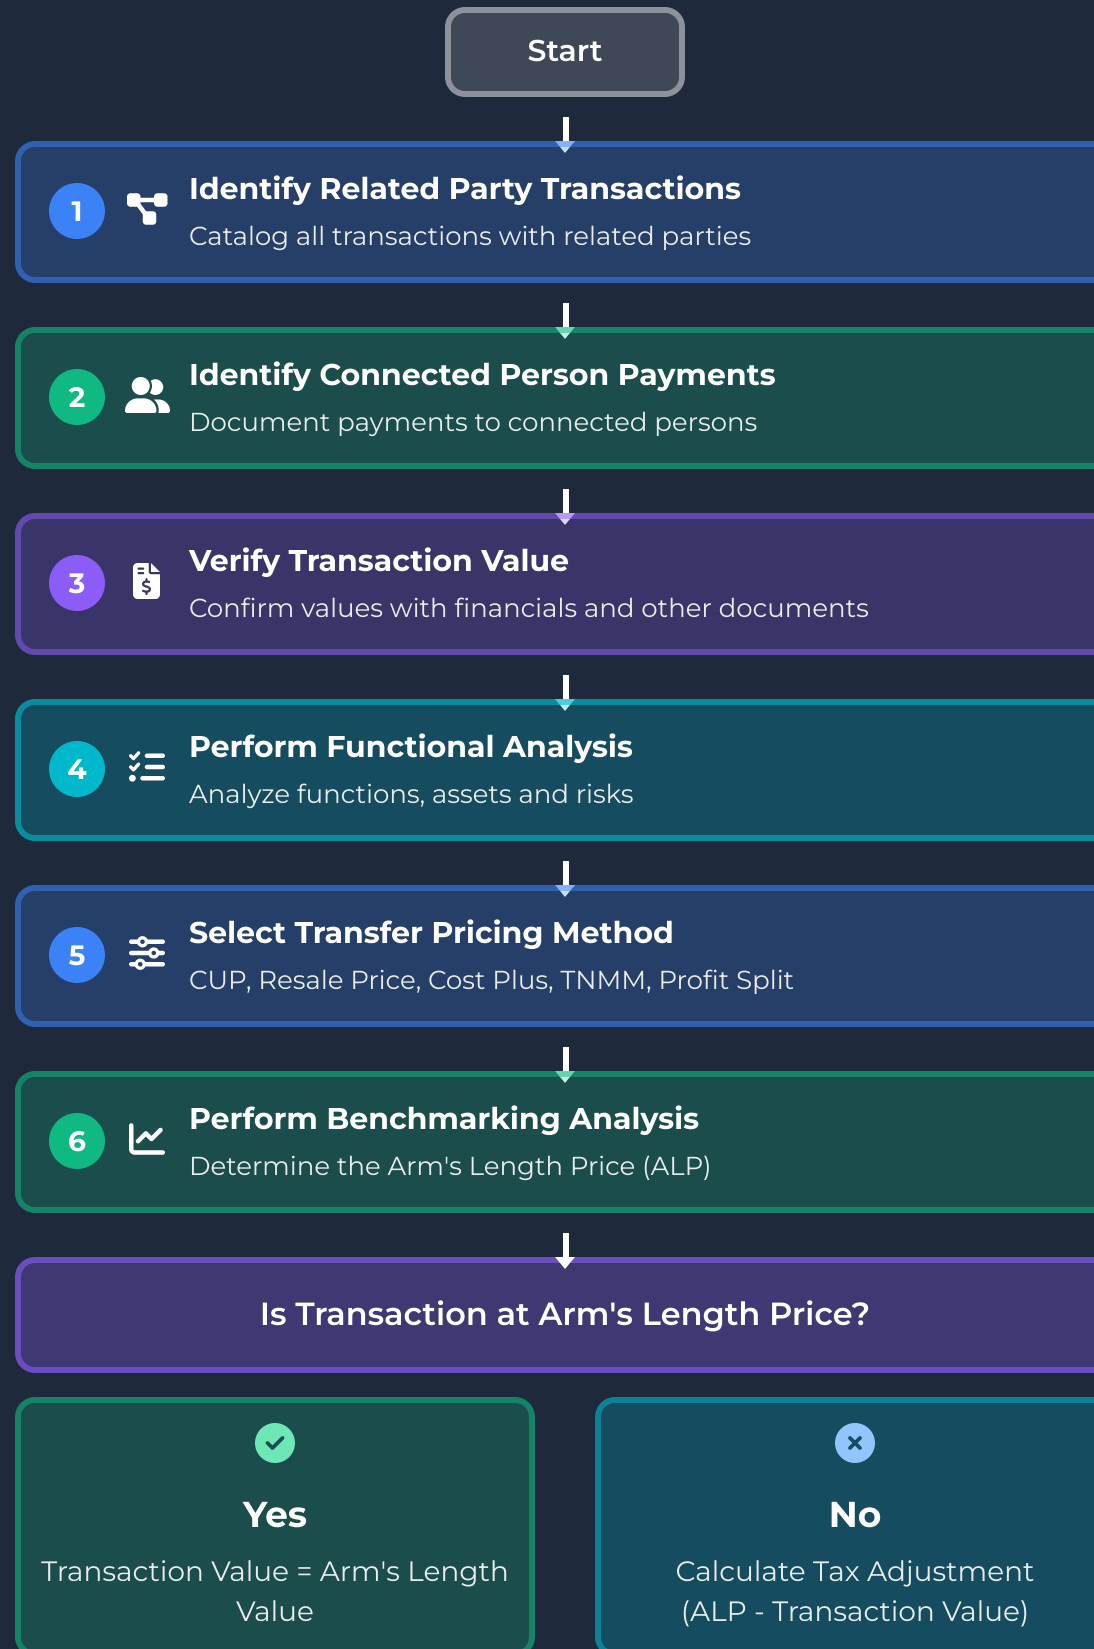 Start
1
Identify Related Party Transactions
Catalog all transactions with related parties
2
Identify Connected Person Payments
Document payments to connected persons
3
Verify Transaction Value
Confirm values with financials and other documents
4
Perform Functional Analysis
Analyze functions, assets and risks
5
Select Transfer Pricing Method
CUP, Resale Price, Cost Plus, TNMM, Profit Split
6
Perform Benchmarking Analysis
Determine the Arm's Length Price (ALP)
Is Transaction at Arm's Length Price?
Yes
Transaction Value = Arm's Length
Value
No
Calculate Tax Adjustment
(ALP - Transaction Value)